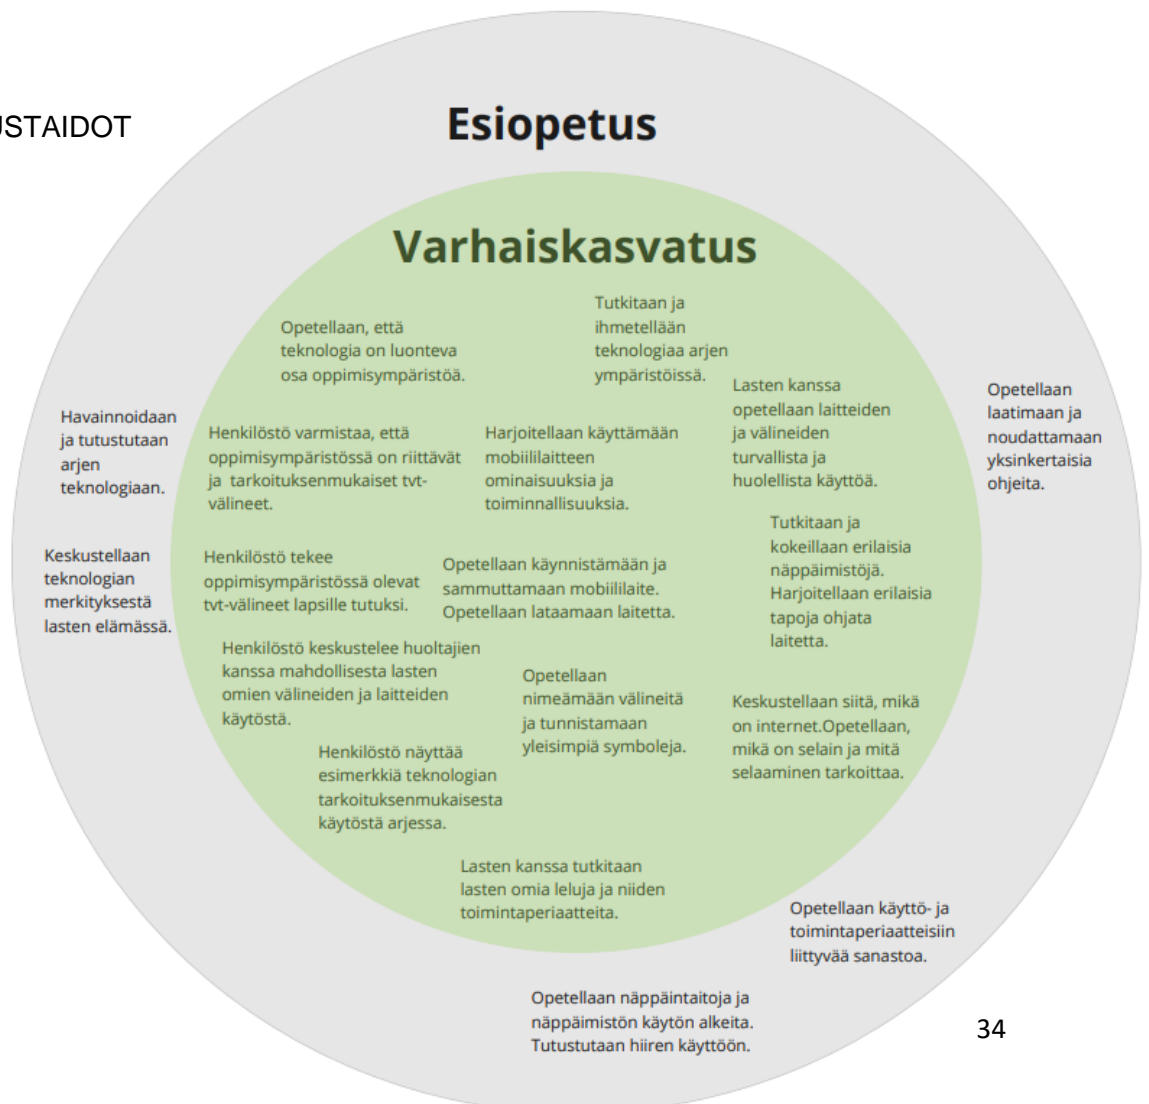 USTAIDOT
Esiopetus
Varhaiskasvatus
Opetellaan, että
teknologia on luonteva
osa oppimisympäristöä.
Tutkitaan ja
ihmetellään
teknologiaa arjen
ympäristöissä.
Lasten kanssa
opetellaan laitteiden
ja välineiden
turvallista ja
huolellista käyttöä.
Opetellaan
laatimaan ja
noudattamaan
yksinkertaisia
ohjeita.
Havainnoidaan
ja tutustutaan
arjen
teknologiaan.
Henkilöstö varmistaa, että
oppimisympäristössä on riittävät
ja tarkoituksenmukaiset tvt-
välineet.
Harjoitellaan käyttämään
mobiililaitteen
ominaisuuksia ja
toiminnallisuuksia.
Tutkitaan ja
kokeillaan erilaisia
näppäimistöjä.
Harjoitellaan erilaisia
tapoja ohjata
laitetta.
Keskustellaan
teknologian
merkityksestä
lasten elämässä.
Henkilöstö tekee
oppimisympäristössä olevat
tvt-välineet lapsille tutuksi.
Opetellaan käynnistämään ja
sammuttamaan mobiililaite.
Opetellaan lataamaan laitetta.
Henkilöstö keskustelee huoltajien
kanssa mahdollisesta lasten
omien välineiden ja laitteiden
käytöstä.
Opetellaan
nimeämään välineitä
ja tunnistamaan
yleisimpiä symboleja.
Keskustellaan siitä, mikä
on internet.Opetellaan,
mikä on selain ja mitä
selaaminen tarkoittaa.
Henkilöstö näyttää
esimerkkiä teknologian
tarkoituksenmukaisesta
käytöstä arjessa.
Lasten kanssa tutkitaan
lasten omia leluja ja niiden
toimintaperiaatteita.
Opetellaan käyttö- ja
toimintaperiaatteisiin
liittyvää sanastoa.
Opetellaan näppäintaitoja ja
näppäimistön käytön alkeita.
Tutustutaan hiiren käyttöön.
34